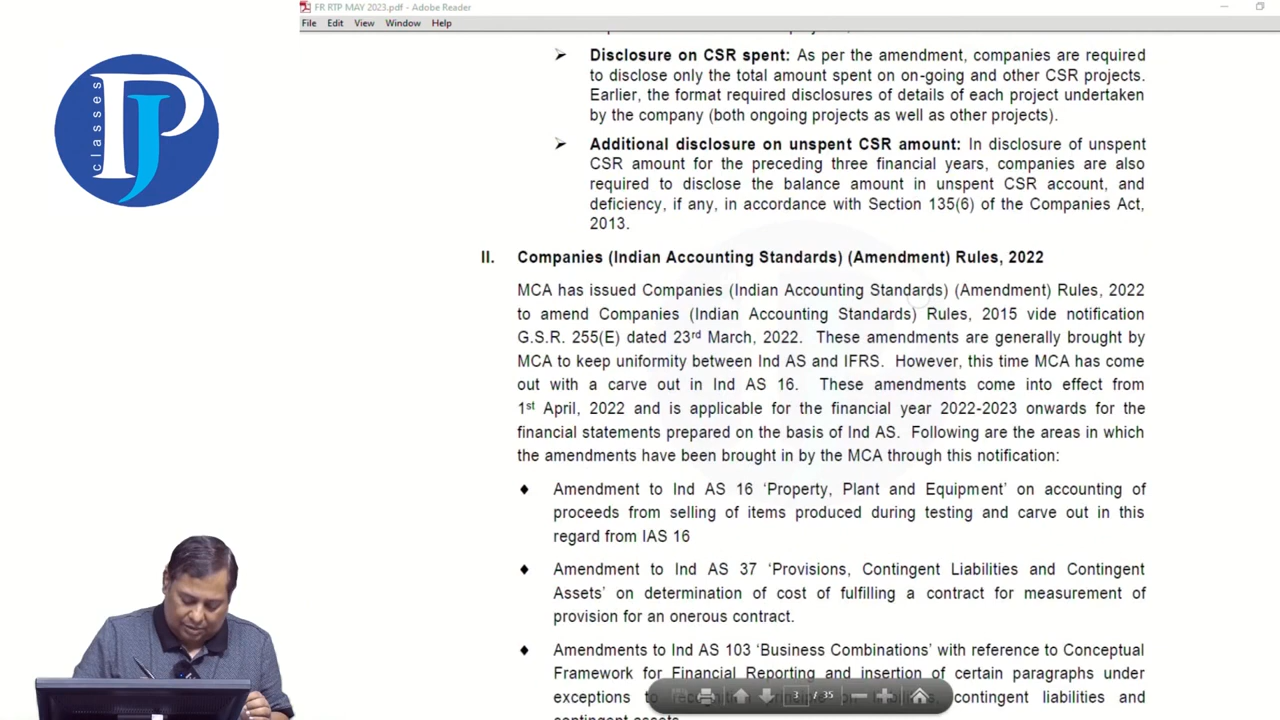 FR RTP MAY 2023.pdf - Adobe Reader
File Edit View Window Help
classes
PJ
➢ Disclosure on CSR spent: As per the amendment, companies are required
to disclose only the total amount spent on on-going and other CSR projects.
Earlier, the format required disclosures of details of each project undertaken
by the company (both ongoing projects as well as other projects).
➢ Additional disclosure on unspent CSR amount: In disclosure of unspent
CSR amount for the preceding three financial years, companies are also
required to disclose the balance amount in unspent CSR account, and
deficiency, if any, in accordance with Section 135(6) of the Companies Act,
2013.
II. Companies (Indian Accounting Standards) (Amendment) Rules, 2022
MCA has issued Companies (Indian Accounting Standards) (Amendment) Rules, 2022
to amend Companies (Indian Accounting Standards) Rules, 2015 vide notification
G.S.R. 255(E) dated 23rd March, 2022. These amendments are generally brought by
MCA to keep uniformity between Ind AS and IFRS. However, this time MCA has come
out with a carve out in Ind AS 16. These amendments come into effect from
1st April, 2022 and is applicable for the financial year 2022-2023 onwards for the
financial statements prepared on the basis of Ind AS. Following are the areas in which
the amendments have been brought in by the MCA through this notification:
♦ Amendment to Ind AS 16 ‘Property, Plant and Equipment’ on accounting of
proceeds from selling of items produced during testing and carve out in this
regard from IAS 16
♦ Amendment to Ind AS 37 ‘Provisions, Contingent Liabilities and Contingent
Assets’ on determination of cost of fulfilling a contract for measurement of
provision for an onerous contract.
♦ Amendments to Ind AS 103 ‘Business Combinations’ with reference to Conceptual
Framework for Financial Reporting and insertion of certain paragraphs under
exceptions to contingent liabilities and
contingent assets
3 / 35